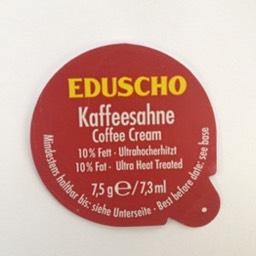 EDUSCHO
Kaffeesahne
Coffee Cream
10% Fett - Ultrahocherhitzt
10% Fat - Ultra Heat Treated
7,5 g ℮ / 7,3 ml
Mindestens haltbar bis: siehe Unterseite - Best before date: see base